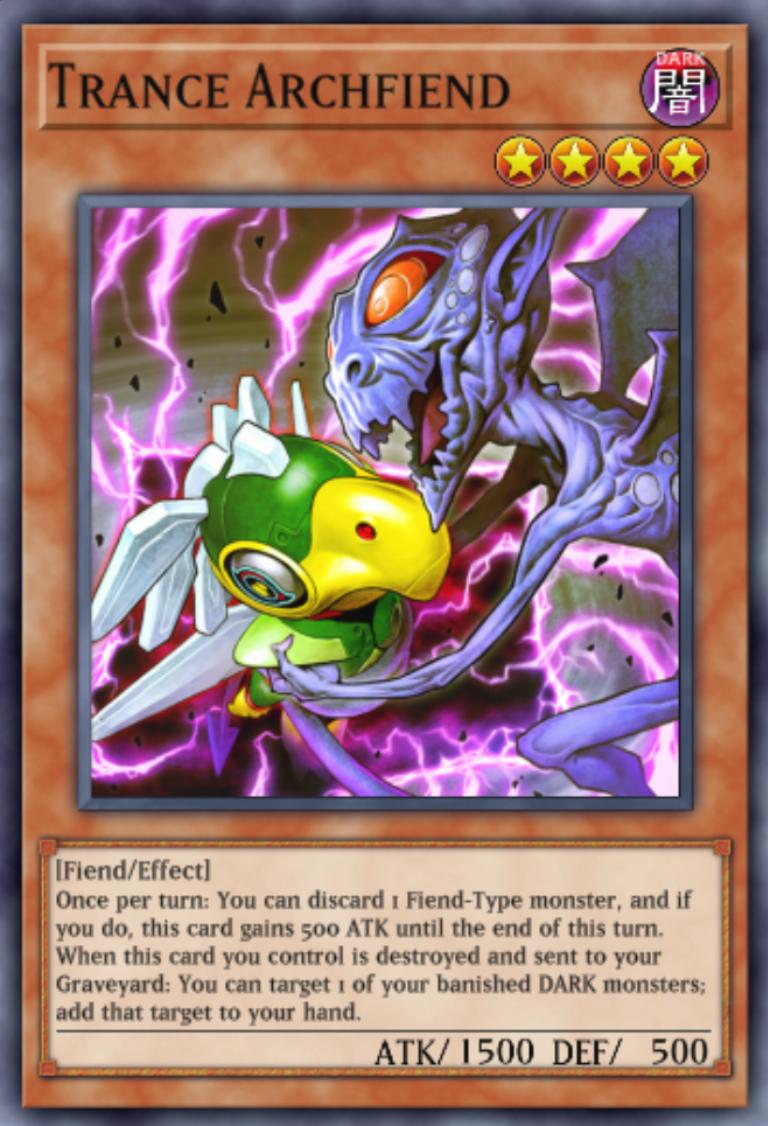 TRANCE ARCHFIEND
DARK
闇
[Fiend/Effect]
Once per turn: You can discard 1 Fiend-Type monster, and if
you do, this card gains 500 ATK until the end of this turn.
When this card you control is destroyed and sent to your
Graveyard: You can target 1 of your banished DARK monsters;
add that target to your hand.
ATK/ 1500 DEF/ 500